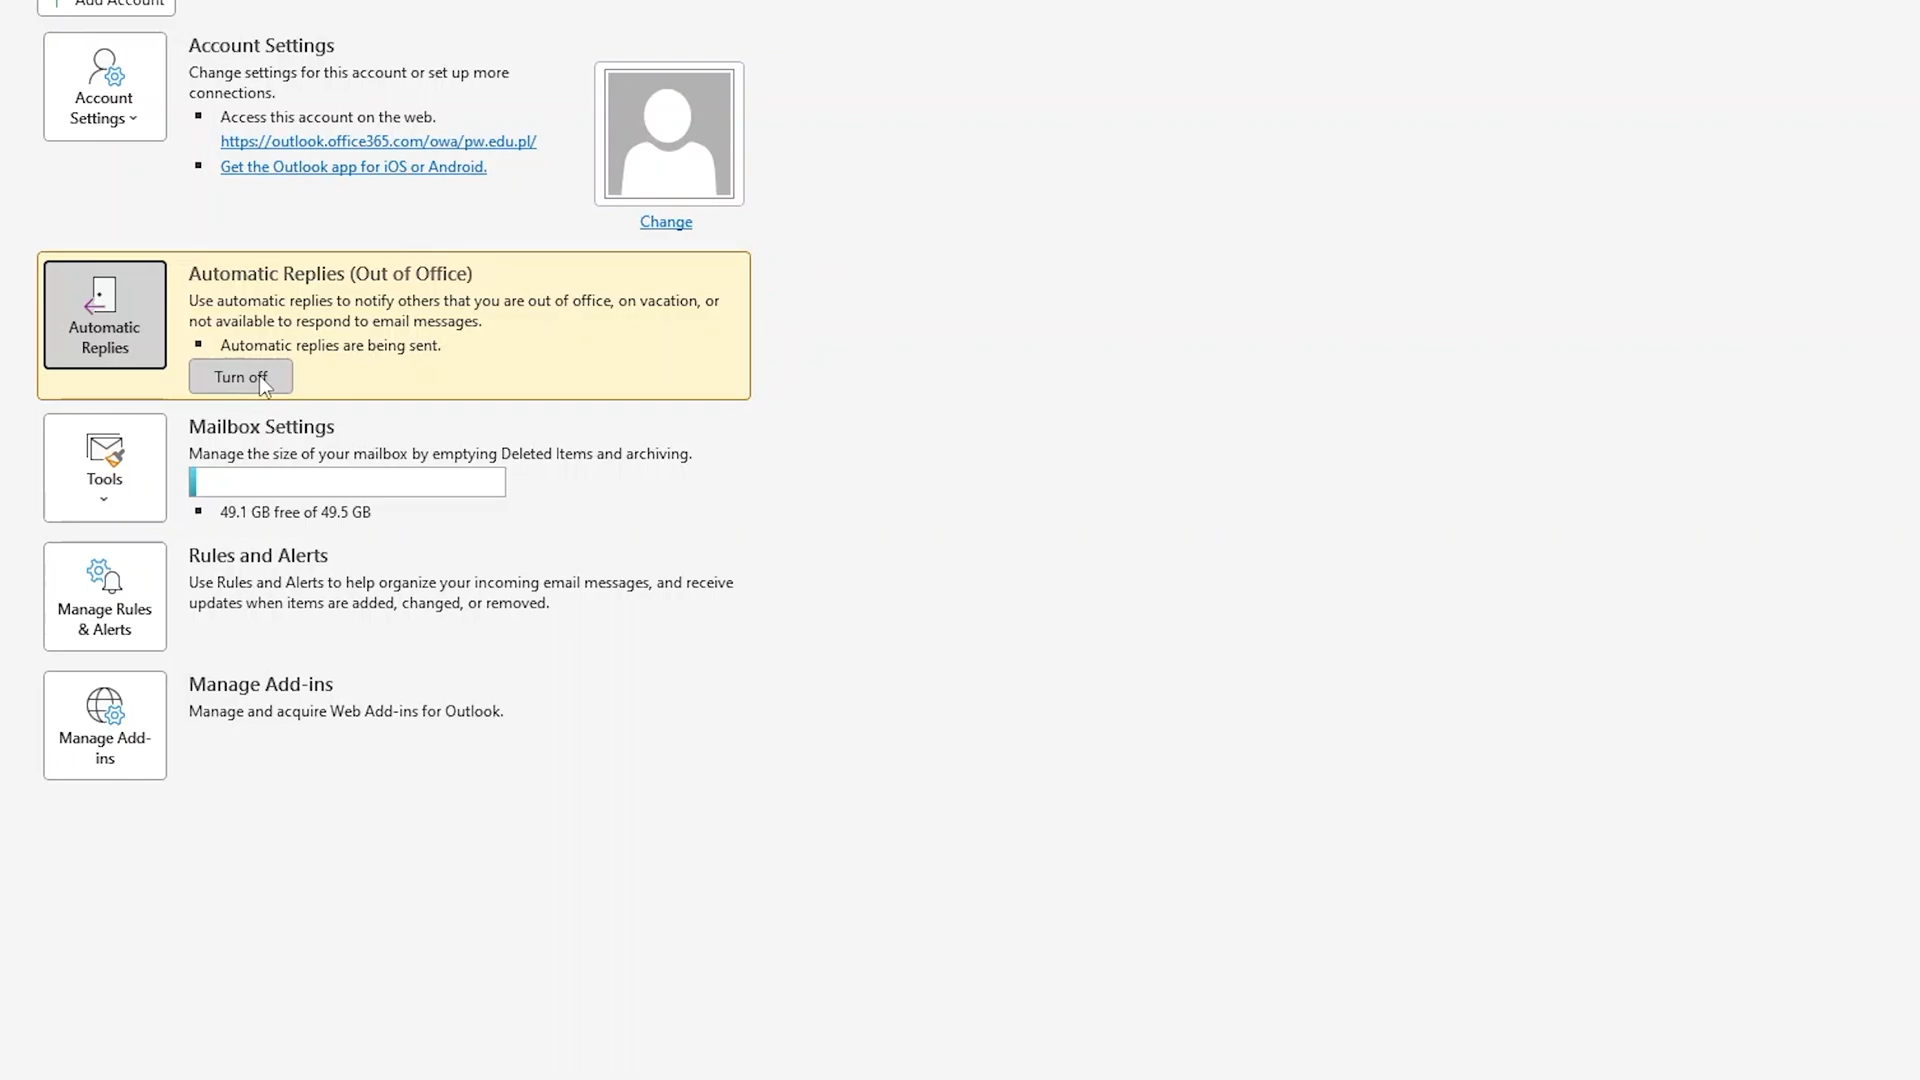 Add Account
Account Settings
Account
Settings
Change settings for this account or set up more
connections.
Access this account on the web.
https://outlook.office365.com/owa/pw.edu.pl/
Get the Outlook app for iOS or Android.
Change
Automatic
Replies
Automatic Replies (Out of Office)
Use automatic replies to notify others that you are out of office, on vacation, or
not available to respond to email messages.
Automatic replies are being sent.
Turn off
Tools
Mailbox Settings
Manage the size of your mailbox by emptying Deleted Items and archiving.
49.1 GB free of 49.5 GB
Manage Rules
& Alerts
Rules and Alerts
Use Rules and Alerts to help organize your incoming email messages, and receive
updates when items are added, changed, or removed.
Manage Add-
ins
Manage Add-ins
Manage and acquire Web Add-ins for Outlook.